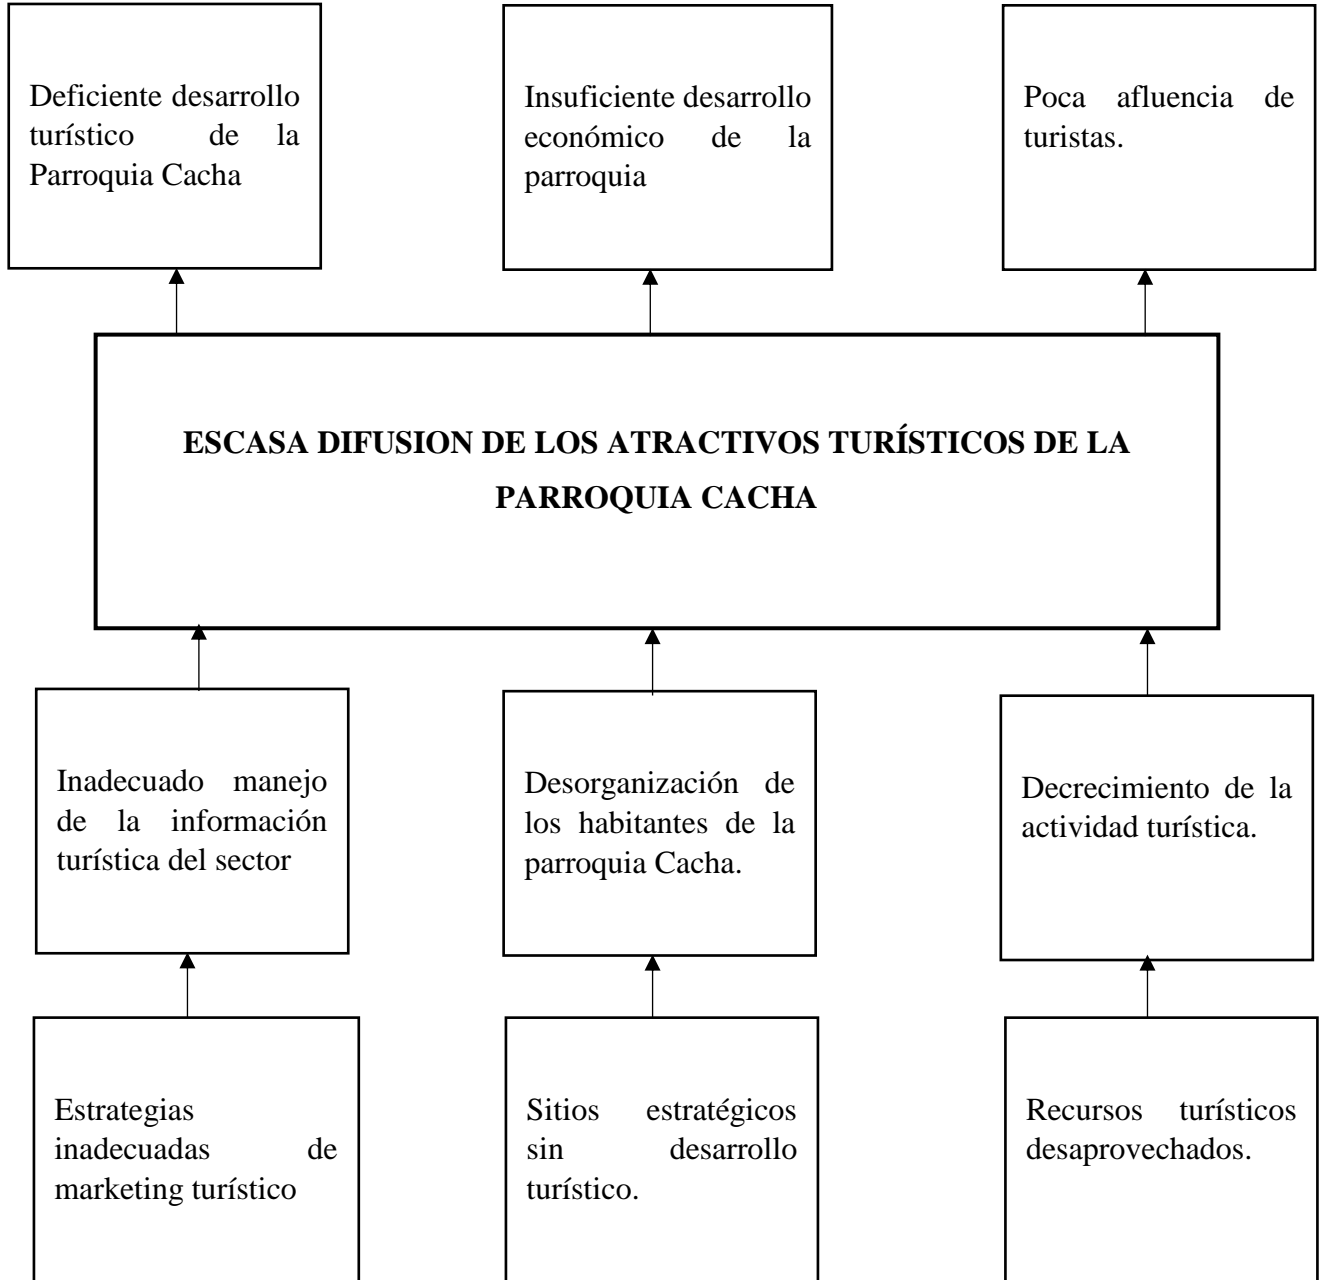 Deficiente desarrollo
turístico de la
Parroquia Cacha
Insuficiente desarrollo
económico de la
parroquia
Poca afluencia de
turistas.
ESCASA DIFUSION DE LOS ATRACTIVOS TURÍSTICOS DE LA
PARROQUIA CACHA
Inadecuado manejo
de la información
turística del sector
Desorganización de
los habitantes de la
parroquia Cacha.
Decrecimiento de la
actividad turística.
Estrategias
inadecuadas de
marketing turístico
Sitios estratégicos
sin desarrollo
turístico.
Recursos turísticos
desaprovechados.